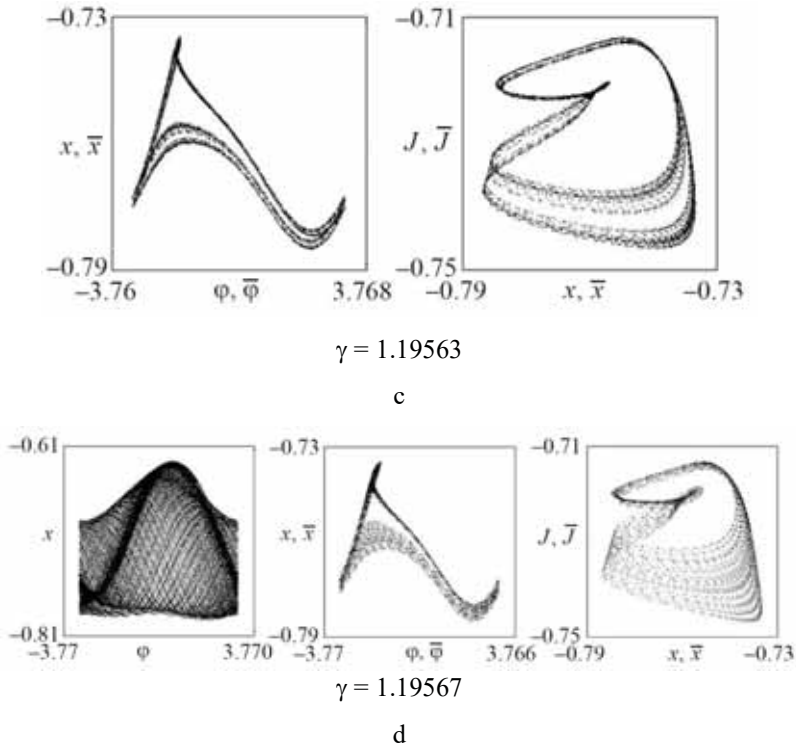 −0.73 −0.71
x, x̅ J, J̅
−0.79 −0.75
−3.76 φ, φ̅ 3.768 −0.79 x, x̅ −0.73
γ = 1.19563
c
−0.61 −0.73 −0.71
x x, x̅ J, J̅
−0.81 −0.79 −0.75
−3.77 φ 3.770 −3.77 φ, φ̅ 3.766 −0.79 x, x̅ −0.73
γ = 1.19567
d